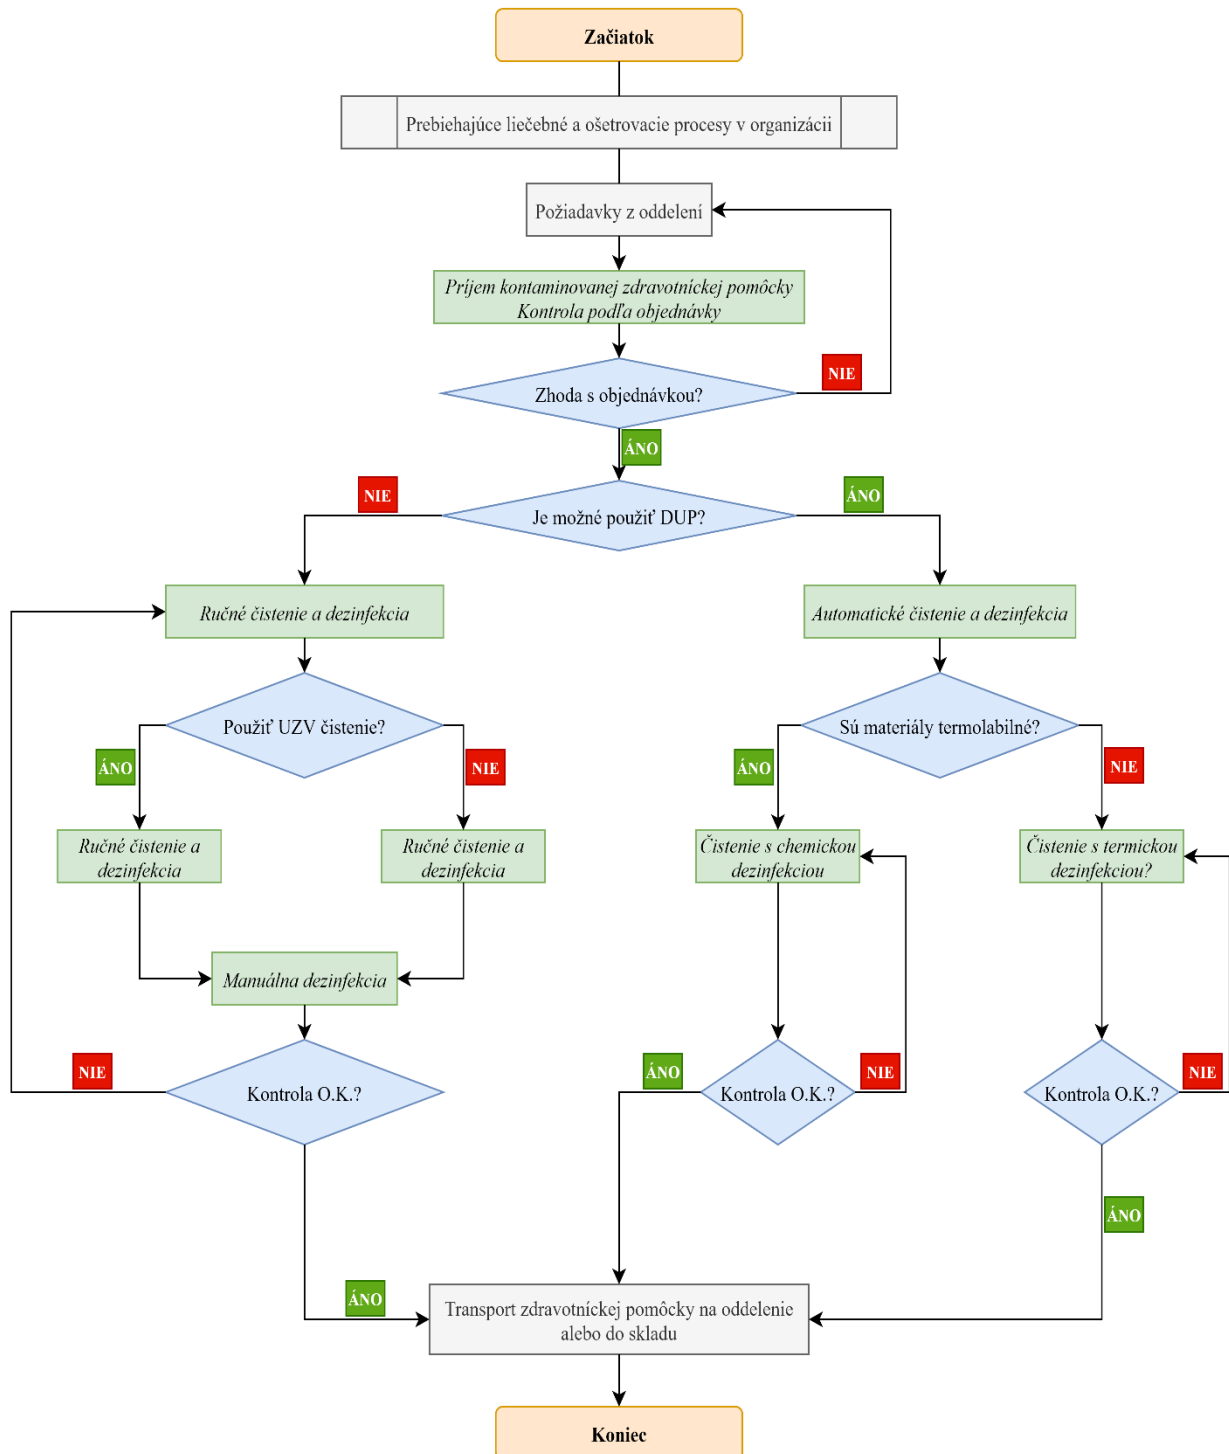 Začiatok
Prebiehajúce liečebné a ošetrovacie procesy v organizácii
Požiadavky z oddelení
Príjem kontaminovanej zdravotníckej pomôcky
Kontrola podľa objednávky
NIE
Zhoda s objednávkou?
ÁNO
NIE
ÁNO
Je možné použiť DUP?
Ručné čistenie a dezinfekcia
Automatické čistenie a dezinfekcia
Použiť UZV čistenie?
Sú materiály termolabilné?
ÁNO
NIE
ÁNO
NIE
Ručné čistenie a
dezinfekcia
Ručné čistenie a
dezinfekcia
Čistenie s chemickou
dezinfekciou
Čistenie s termickou
dezinfekciou?
Manuálna dezinfekcia
NIE
Kontrola O.K.?
ÁNO
Kontrola O.K.?
NIE
Kontrola O.K.?
NIE
ÁNO
ÁNO
Transport zdravotníckej pomôcky na oddelenie
alebo do skladu
Koniec